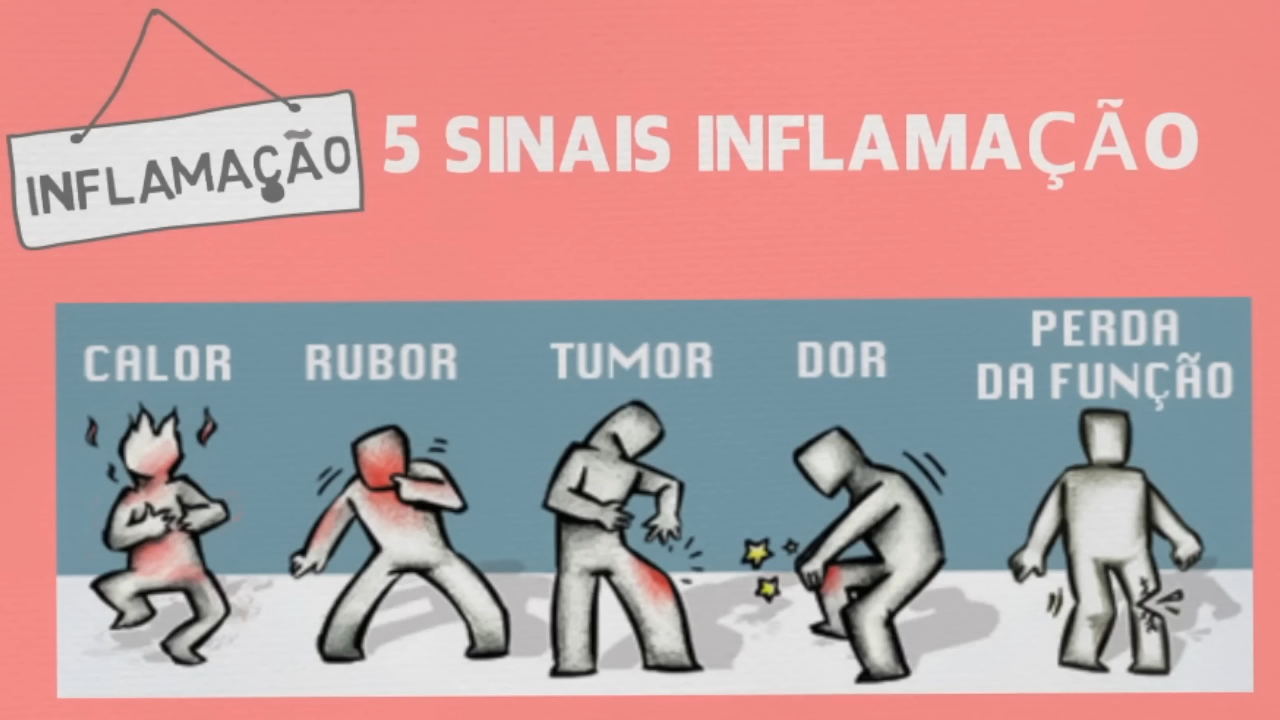 INFLAMAÇÃO
5 SINAIS INFLAMAÇÃO
CALOR
RUBOR
TUMOR
DOR
PERDA
DA FUNÇÃO